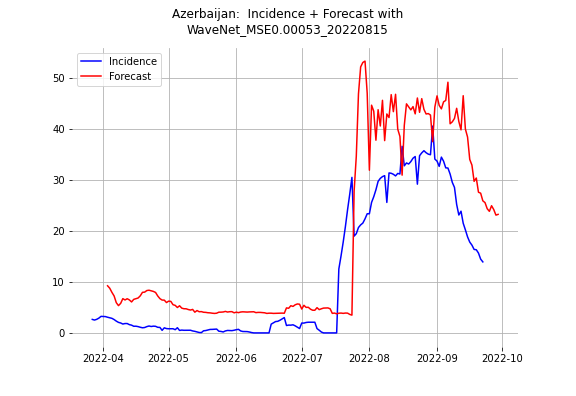 Azerbaijan:  Incidence + Forecast with
WaveNet_MSE0.00053_20220815
Incidence
Forecast
50
40
30
20
10
0
2022-04 2022-05 2022-06 2022-07 2022-08 2022-09 2022-10